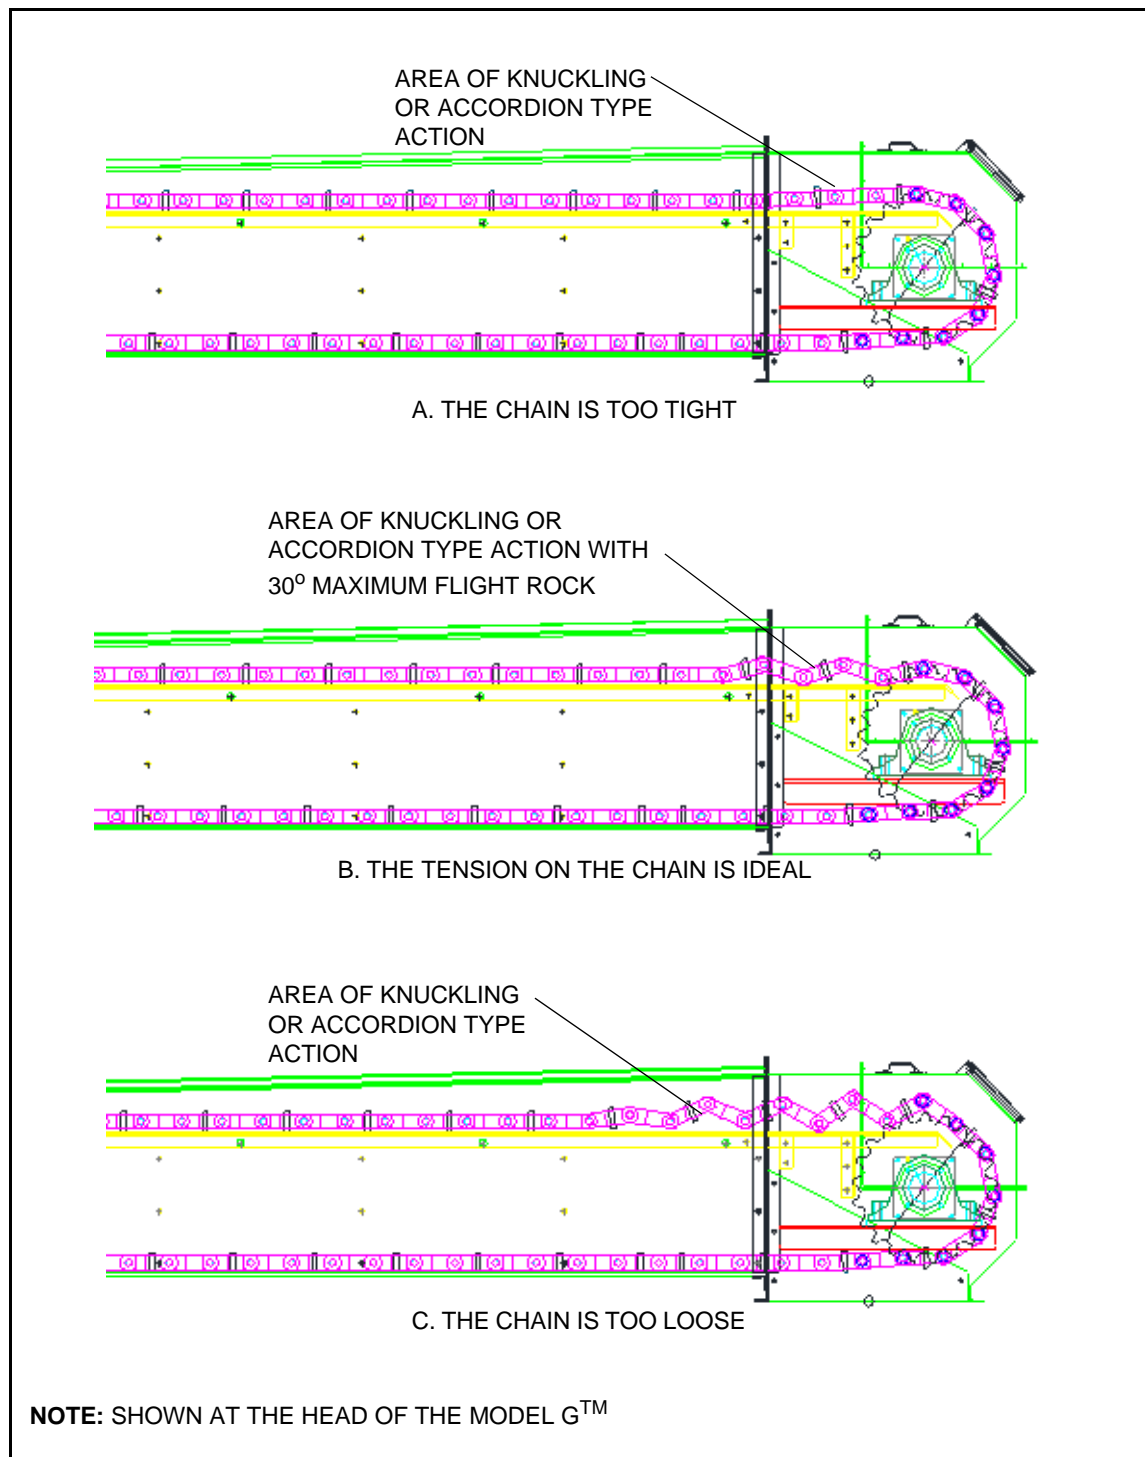 AREA OF KNUCKLING
OR ACCORDION TYPE
ACTION
A. THE CHAIN IS TOO TIGHT
AREA OF KNUCKLING OR
ACCORDION TYPE ACTION WITH
30° MAXIMUM FLIGHT ROCK
B. THE TENSION ON THE CHAIN IS IDEAL
AREA OF KNUCKLING
OR ACCORDION TYPE
ACTION
C. THE CHAIN IS TOO LOOSE
NOTE: SHOWN AT THE HEAD OF THE MODEL G™